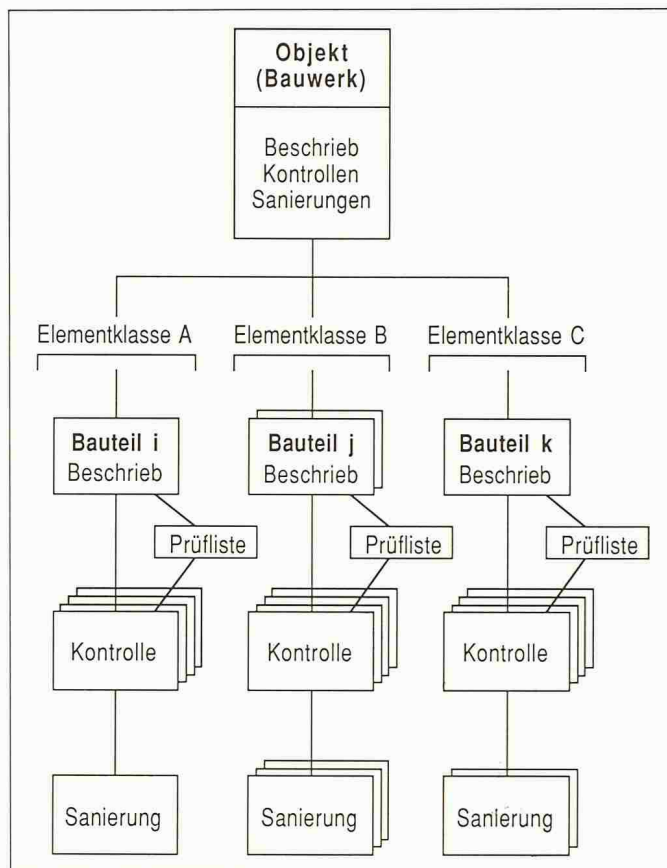 Objekt
(Bauwerk)
Beschrieb
Kontrollen
Sanierungen
Elementklasse A
Elementklasse B
Elementklasse C
Bauteil i
Beschrieb
Bauteil j
Beschrieb
Bauteil k
Beschrieb
Prüfliste
Prüfliste
Prüfliste
Kontrolle
Kontrolle
Kontrolle
Sanierung
Sanierung
Sanierung